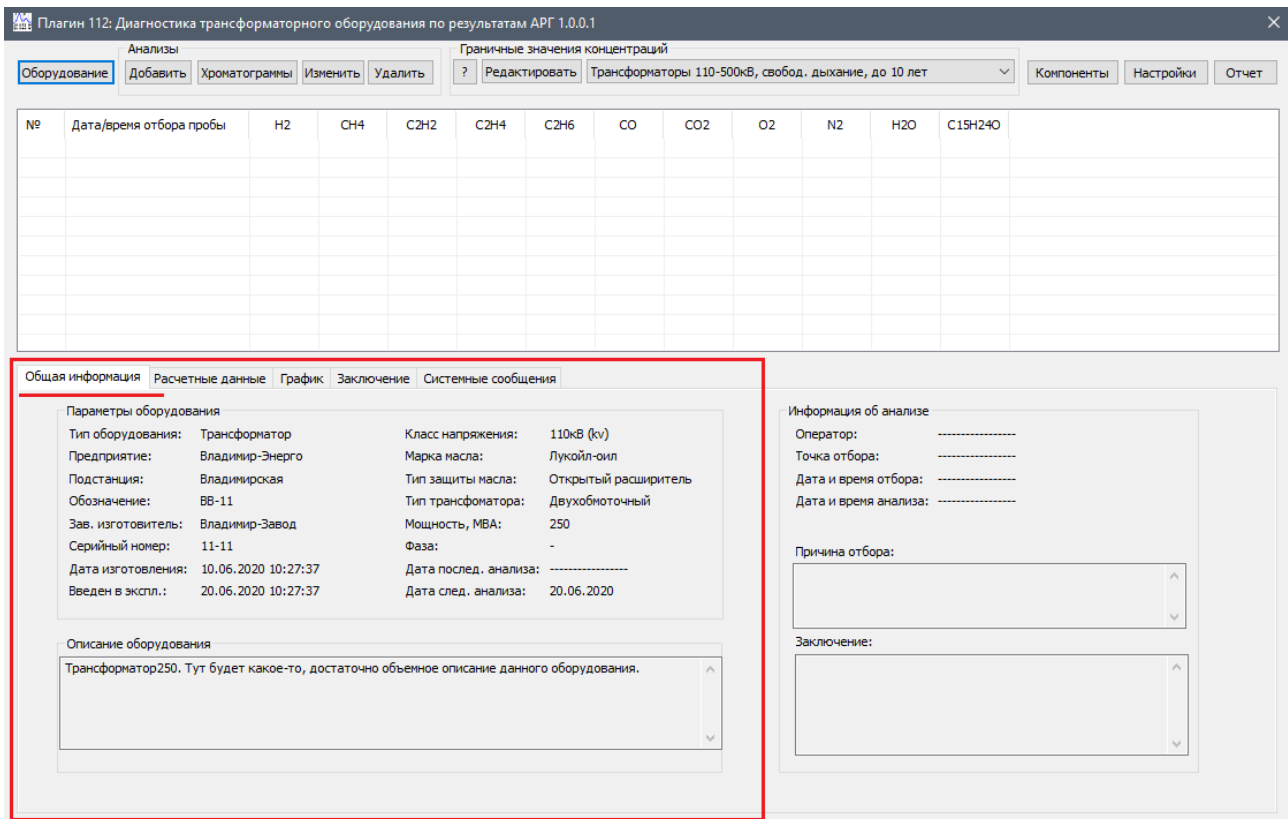 Плагин 112: Диагностика трансформаторного оборудования по результатам АРГ 1.0.0.1
Анализы Граничные значения концентраций
Оборудование Добавить Хроматограммы Изменить Удалить ? Редактировать Трансформаторы 110-500кВ, свобод. дыхание, до 10 лет Компоненты Настройки Отчет
№ Дата/время отбора пробы H2 CH4 C2H2 C2H4 C2H6 CO CO2 O2 N2 H2O C15H24O
Общая информация Расчетные данные График Заключение Системные сообщения
Параметры оборудования
Тип оборудования: Трансформатор Класс напряжения: 110кВ (kv)
Предприятие: Владимир-Энерго Марка масла: Лукойл-оил
Подстанция: Владимирская Тип защиты масла: Открытый расширитель
Обозначение: ВВ-11 Тип трансфоматора: Двухобмоточный
Зав. изготовитель: Владимир-Завод Мощность, МВА: 250
Серийный номер: 11-11 Фаза: -
Дата изготовления: 10.06.2020 10:27:37 Дата послед. анализа: -----------------
Введен в экспл.: 20.06.2020 10:27:37 Дата след. анализа: 20.06.2020
Описание оборудования
Трансформатор250. Тут будет какое-то, достаточно объемное описание данного оборудования.
Информация об анализе
Оператор: -----------------
Точка отбора: -----------------
Дата и время отбора: -----------------
Дата и время анализа: -----------------
Причина отбора:
Заключение: